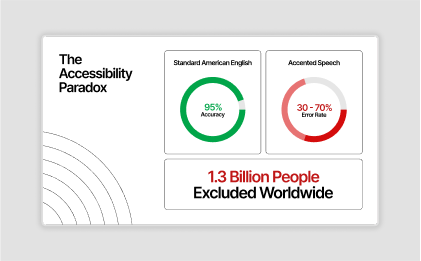 The
Accessibility
Paradox
Standard American English
95%
Accuracy
Accented Speech
30 - 70%
Error Rate
1.3 Billion People
Excluded Worldwide